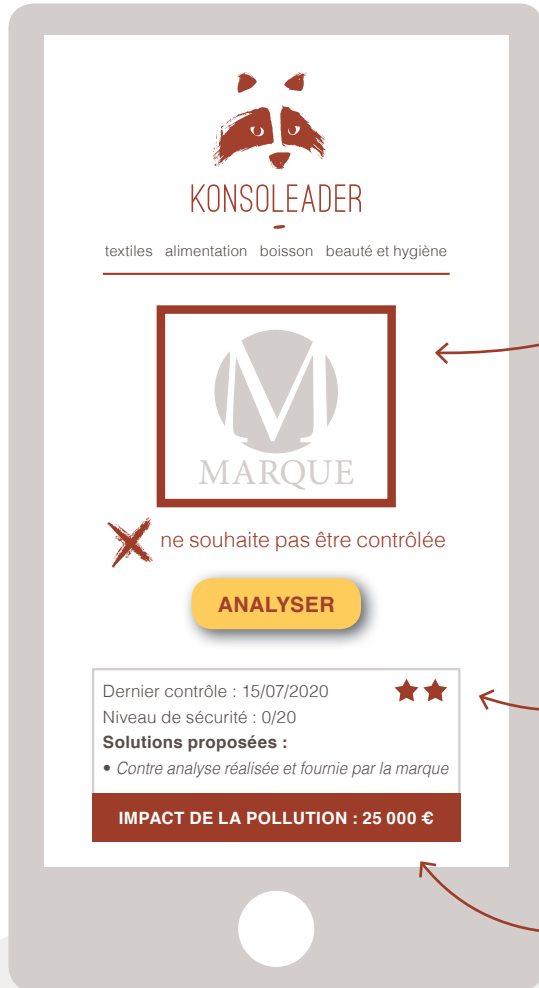 KONSOLEADER
textiles alimentation boisson beauté et hygiène
M
MARQUE
ne souhaite pas être contrôlée
ANALYSER
Dernier contrôle : 15/07/2020
Niveau de sécurité : 0/20
Solutions proposées :
• Contre analyse réalisée et fournie par la marque
IMPACT DE LA POLLUTION : 25 000 €